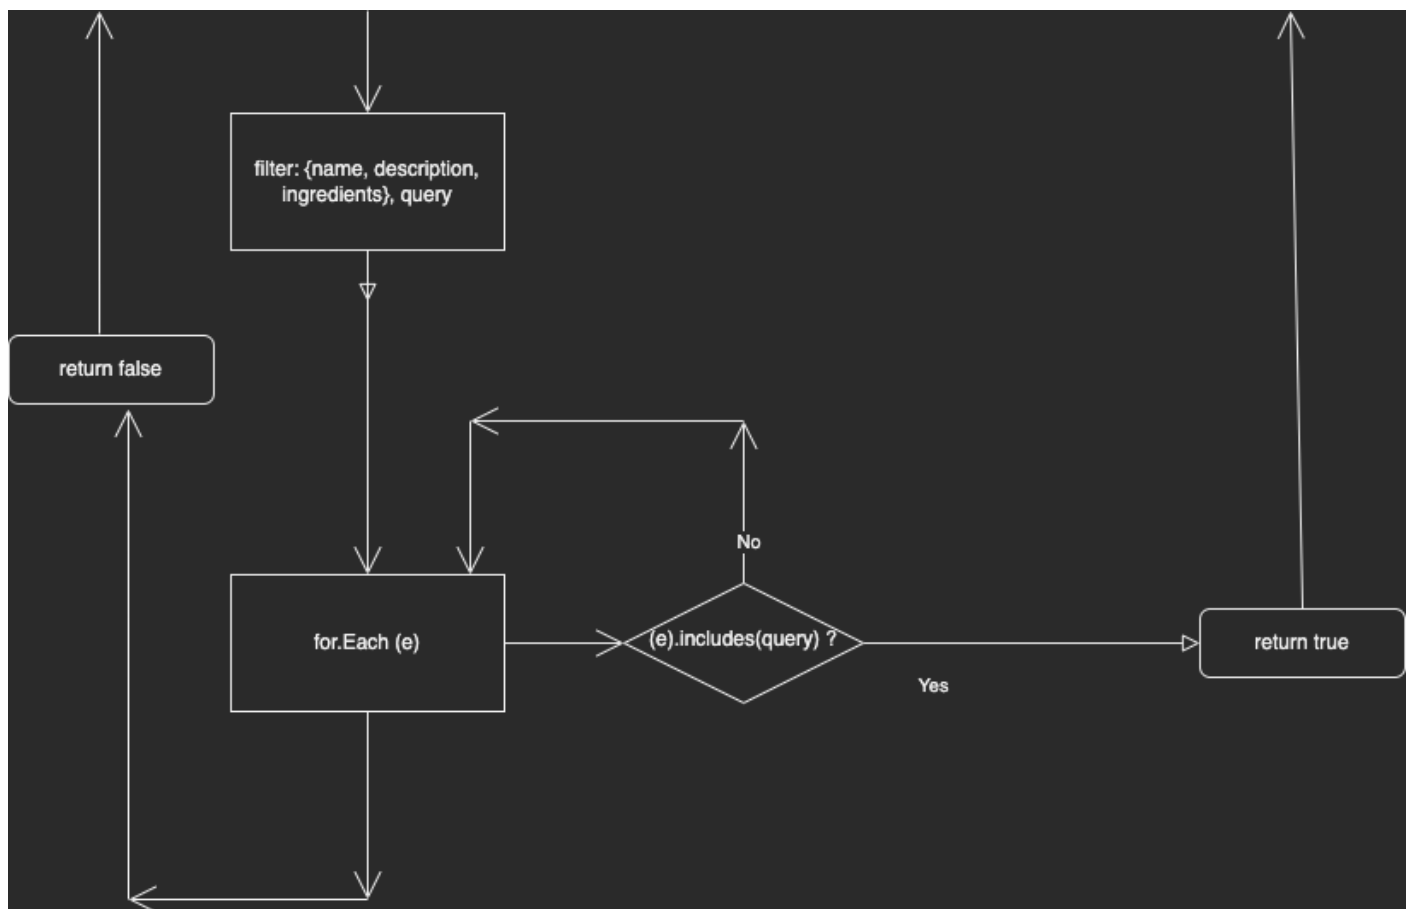 filter: {name, description,
ingredients}, query
return false
No
for.Each (e)
(e).includes(query) ?
return true
Yes